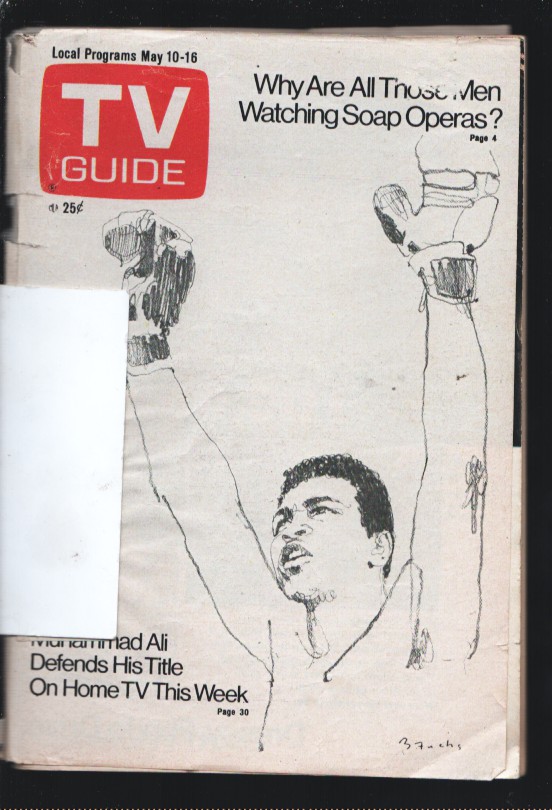 Local Programs May 10-16
TV
GUIDE
25¢
Why Are All Those Men
Watching Soap Operas?
Page 4
Muhammad Ali
Defends His Title
On Home TV This Week
Page 30
B Fuchs